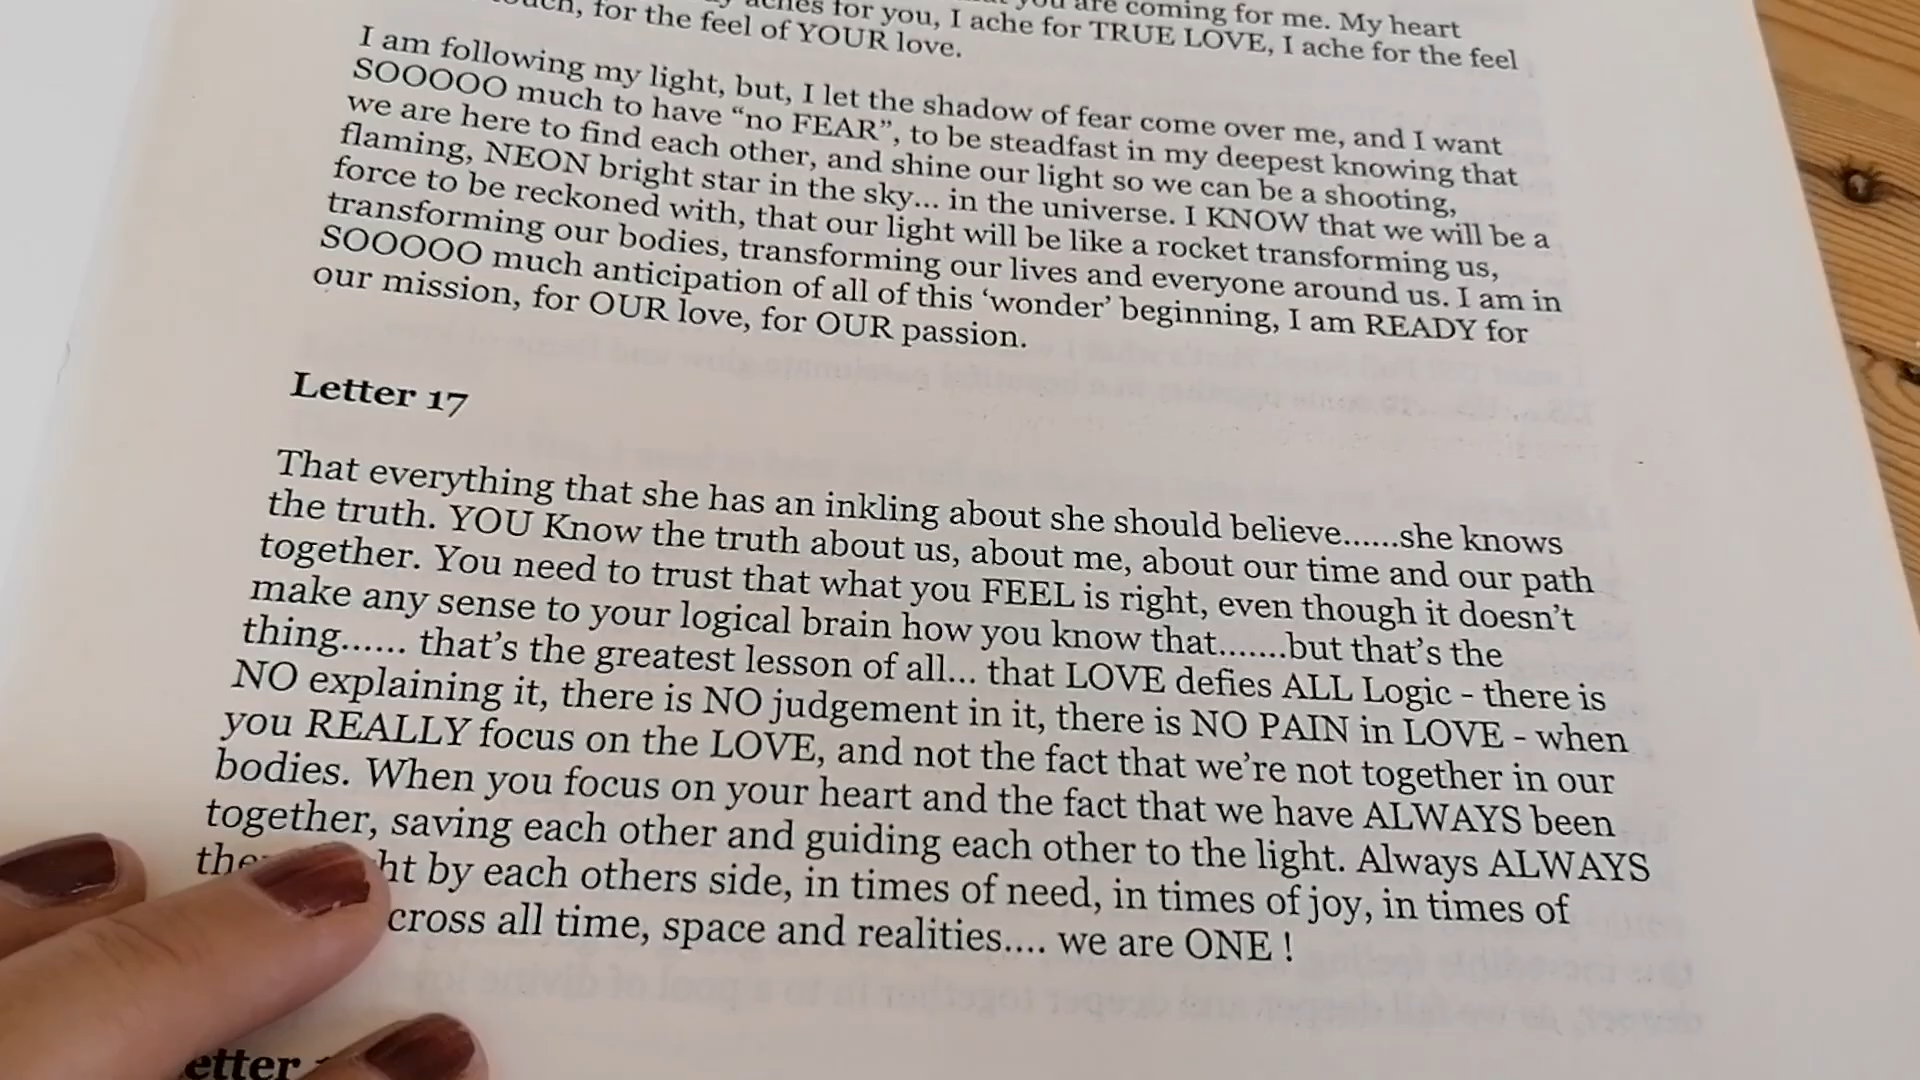 you are coming for me. My heart
aches for you, I ache for TRUE LOVE, I ache for the feel
for the feel of YOUR love.
I am following my light, but, I let the shadow of fear come over me, and I want
SOOOOO much to have “no FEAR”, to be steadfast in my deepest knowing that
we are here to find each other, and shine our light so we can be a shooting,
flaming, NEON bright star in the sky... in the universe. I KNOW that we will be a
force to be reckoned with, that our light will be like a rocket transforming us,
transforming our bodies, transforming our lives and everyone around us. I am in
SOOOOO much anticipation of all of this ‘wonder’ beginning, I am READY for
our mission, for OUR love, for OUR passion.
Letter 17
That everything that she has an inkling about she should believe......she knows
the truth. YOU Know the truth about us, about me, about our time and our path
together. You need to trust that what you FEEL is right, even though it doesn’t
make any sense to your logical brain how you know that.......but that’s the
thing...... that’s the greatest lesson of all... that LOVE defies ALL Logic - there is
NO explaining it, there is NO judgement in it, there is NO PAIN in LOVE - when
you REALLY focus on the LOVE, and not the fact that we’re not together in our
bodies. When you focus on your heart and the fact that we have ALWAYS been
together, saving each other and guiding each other to the light. Always ALWAYS
by each others side, in times of need, in times of joy, in times of
all time, space and realities.... we are ONE !